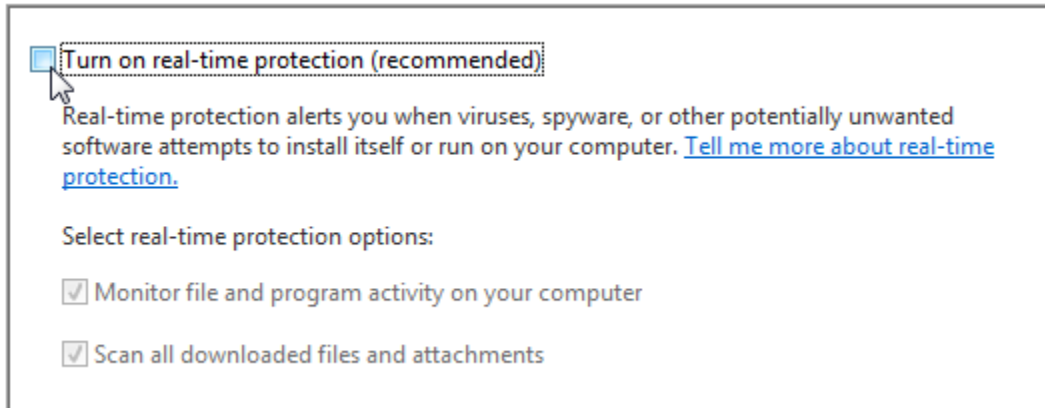 Turn on real-time protection (recommended)
Real-time protection alerts you when viruses, spyware, or other potentially unwanted
software attempts to install itself or run on your computer. Tell me more about real-time
protection.
Select real-time protection options:
Monitor file and program activity on your computer
Scan all downloaded files and attachments